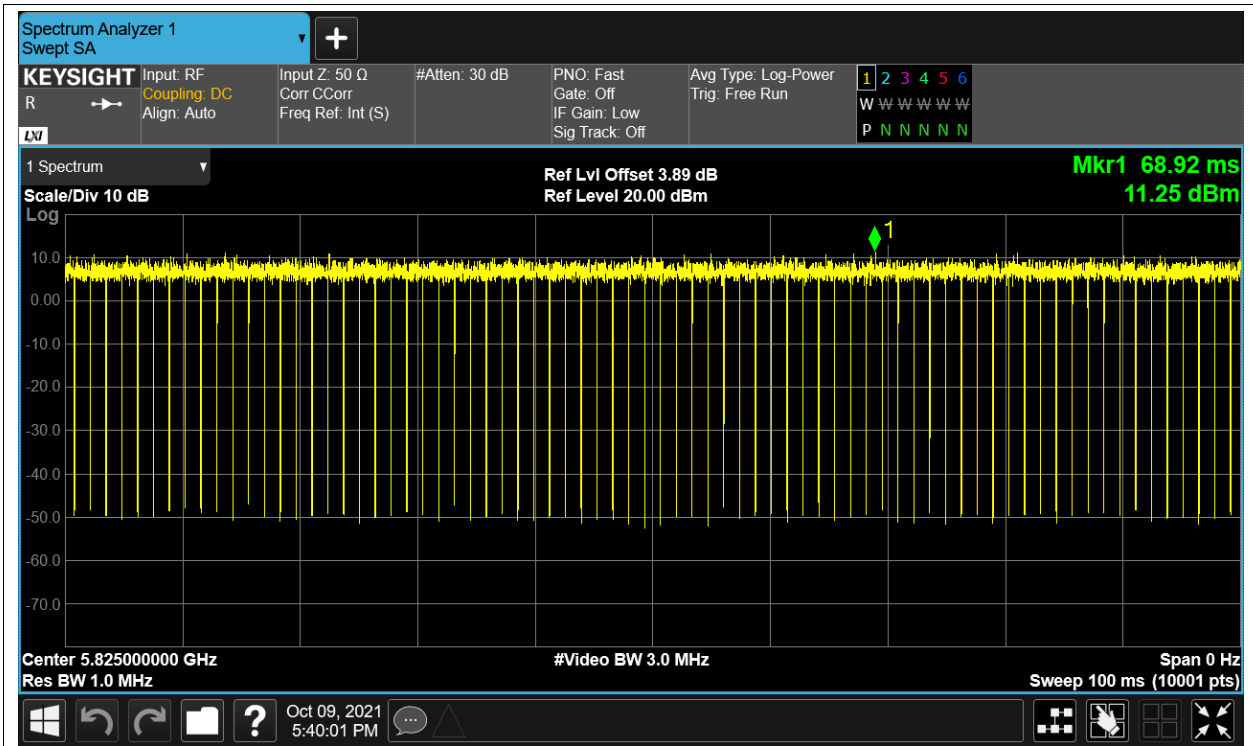 Spectrum Analyzer 1
Swept SA
KEYSIGHT
R
LXI
Input: RF
Coupling: DC
Align: Auto
Input Z: 50 Ω
Corr CCorr
Freq Ref: Int (S)
#Atten: 30 dB
PNO: Fast
Gate: Off
IF Gain: Low
Sig Track: Off
Avg Type: Log-Power
Trig: Free Run
1 2 3 4 5 6
W W W W W W
P N N N N N
1 Spectrum
Scale/Div 10 dB
Log
Ref Lvl Offset 3.89 dB
Ref Level 20.00 dBm
Mkr1 68.92 ms
11.25 dBm
1
10.0
0.00
-10.0
-20.0
-30.0
-40.0
-50.0
-60.0
-70.0
Center 5.825000000 GHz
Res BW 1.0 MHz
#Video BW 3.0 MHz
Span 0 Hz
Sweep 100 ms (10001 pts)
?
Oct 09, 2021
5:40:01 PM